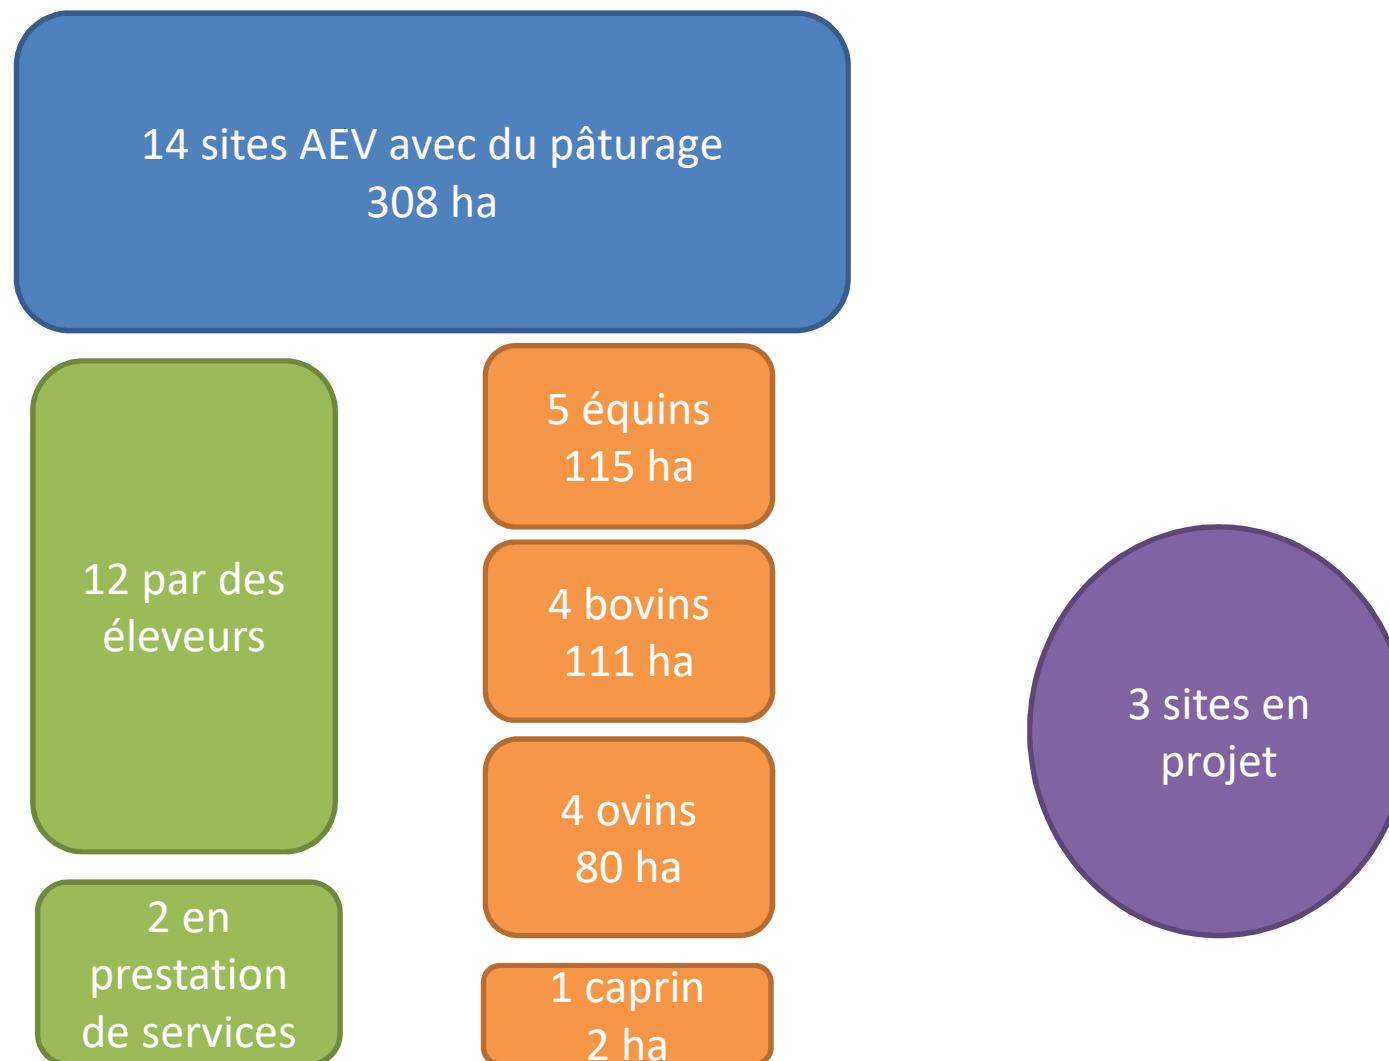 14 sites AEV avec du pâturage
308 ha
12 par des
éleveurs
2 en
prestation
de services
5 équins
115 ha
4 bovins
111 ha
4 ovins
80 ha
1 caprin
2 ha
3 sites en
projet